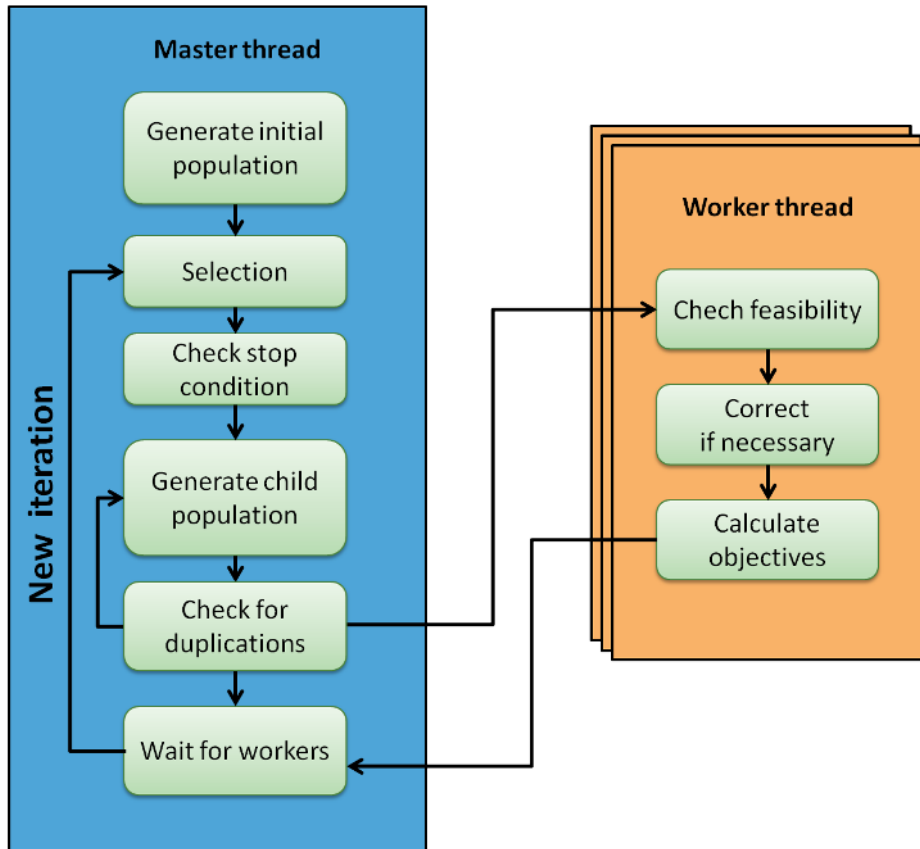 Master thread
Generate initial
population
Selection
Check stop
condition
Generate child
population
Check for
duplications
Wait for workers
New iteration
Worker thread
Chech feasibility
Correct
if necessary
Calculate
objectives